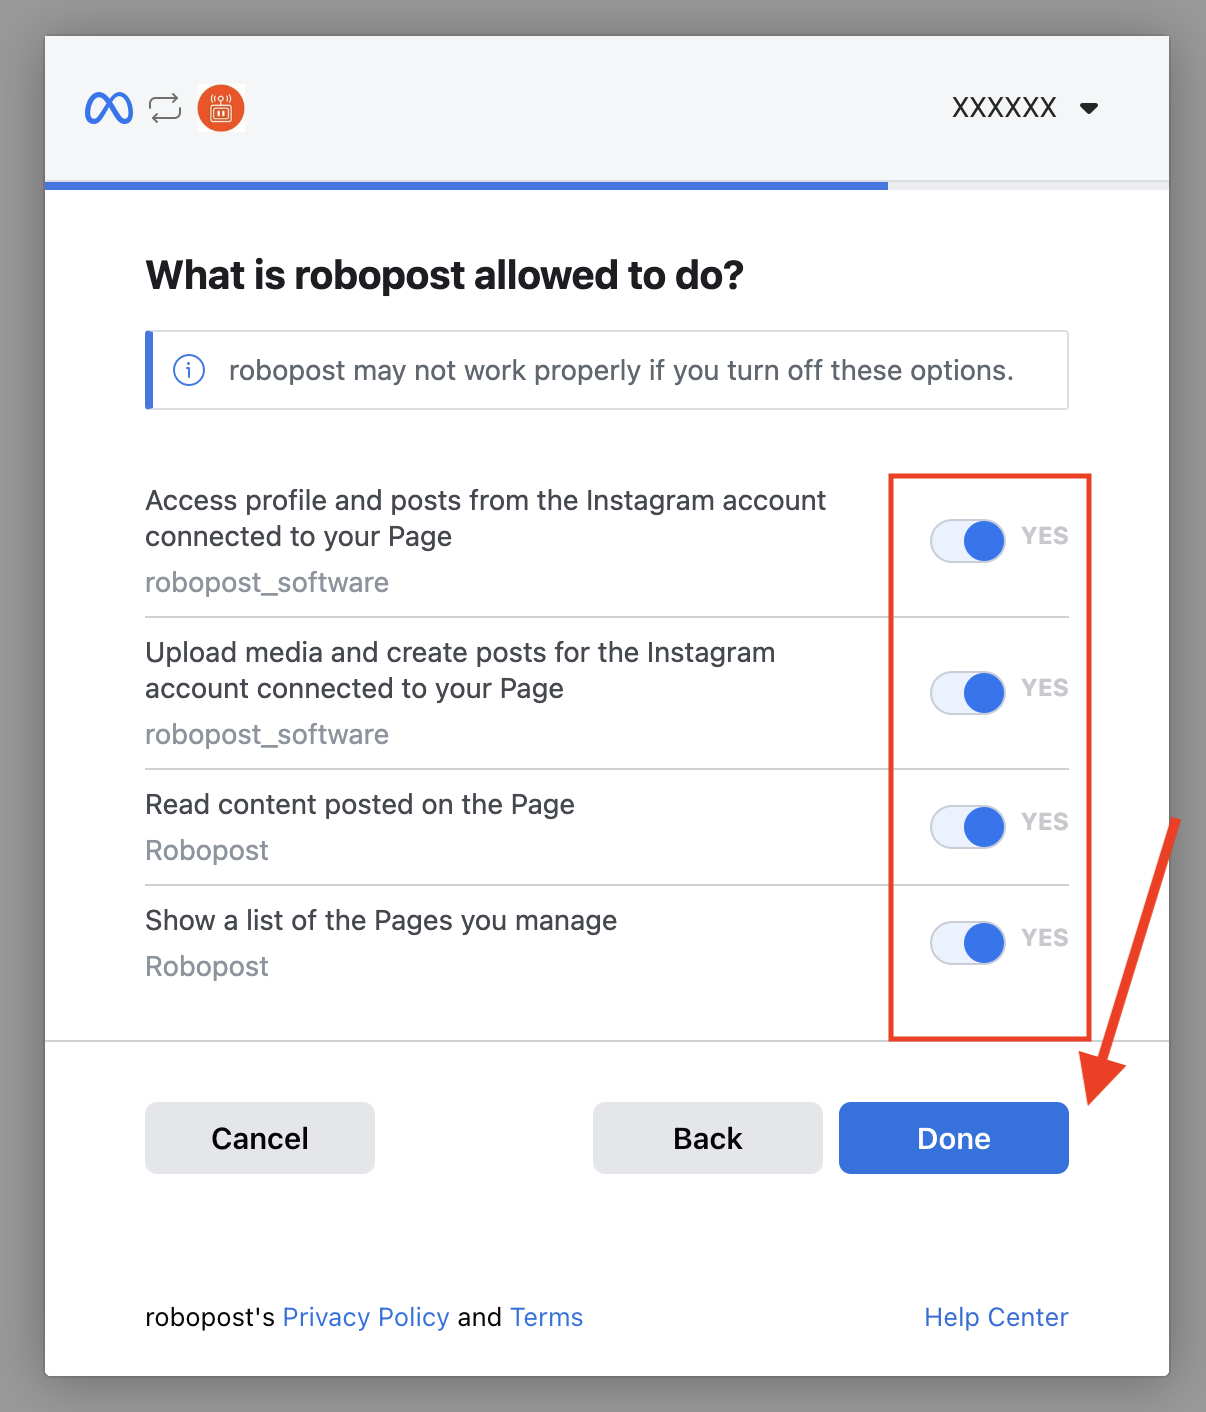 XXXXXX
What is robopost allowed to do?
robopost may not work properly if you turn off these options.
Access profile and posts from the Instagram account
connected to your Page
robopost_software
YES
Upload media and create posts for the Instagram
account connected to your Page
robopost_software
YES
Read content posted on the Page
Robopost
YES
Show a list of the Pages you manage
Robopost
YES
Cancel
Back
Done
robopost's Privacy Policy and Terms
Help Center